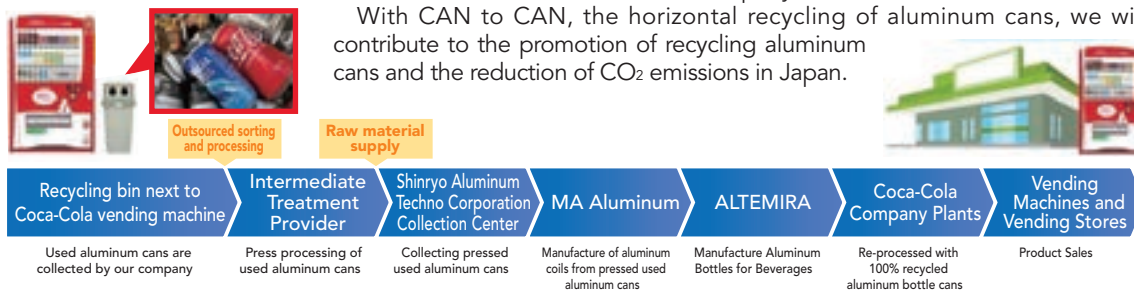 With CAN to CAN, the horizontal recycling of aluminum cans, we wi
contribute to the promotion of recycling aluminum
cans and the reduction of CO2 emissions in Japan.
Outsourced sorting
and processing
Raw material
supply
Recycling bin next to
Coca-Cola vending machine
Intermediate
Treatment
Provider
Shinryo Aluminum
Techno Corporation
Collection Center
MA Aluminum
ALTEMIRA
Coca-Cola
Company Plants
Vending
Machines and
Vending Stores
Used aluminum cans are
collected by our company
Press processing of
used aluminum cans
Collecting pressed
used aluminum cans
Manufacture of aluminum
coils from pressed used
aluminum cans
Manufacture Aluminum
Bottles for Beverages
Re-processed with
100% recycled
aluminum bottle cans
Product Sales